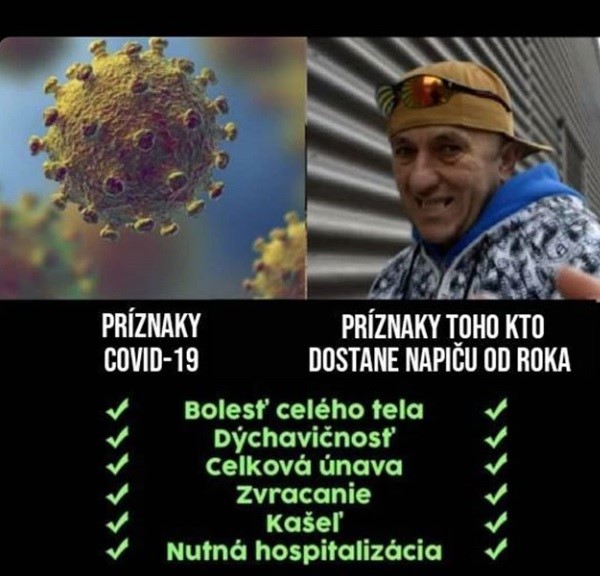 PRÍZNAKY
COVID-19
PRÍZNAKY TOHO KTO
DOSTANE NAPIČU OD ROKA
✓ Bolesť celého tela ✓
✓ Dýchavičnosť ✓
✓ Celková únava ✓
✓ Zvracanie ✓
✓ Kašeľ ✓
✓ Nutná hospitalizácia ✓